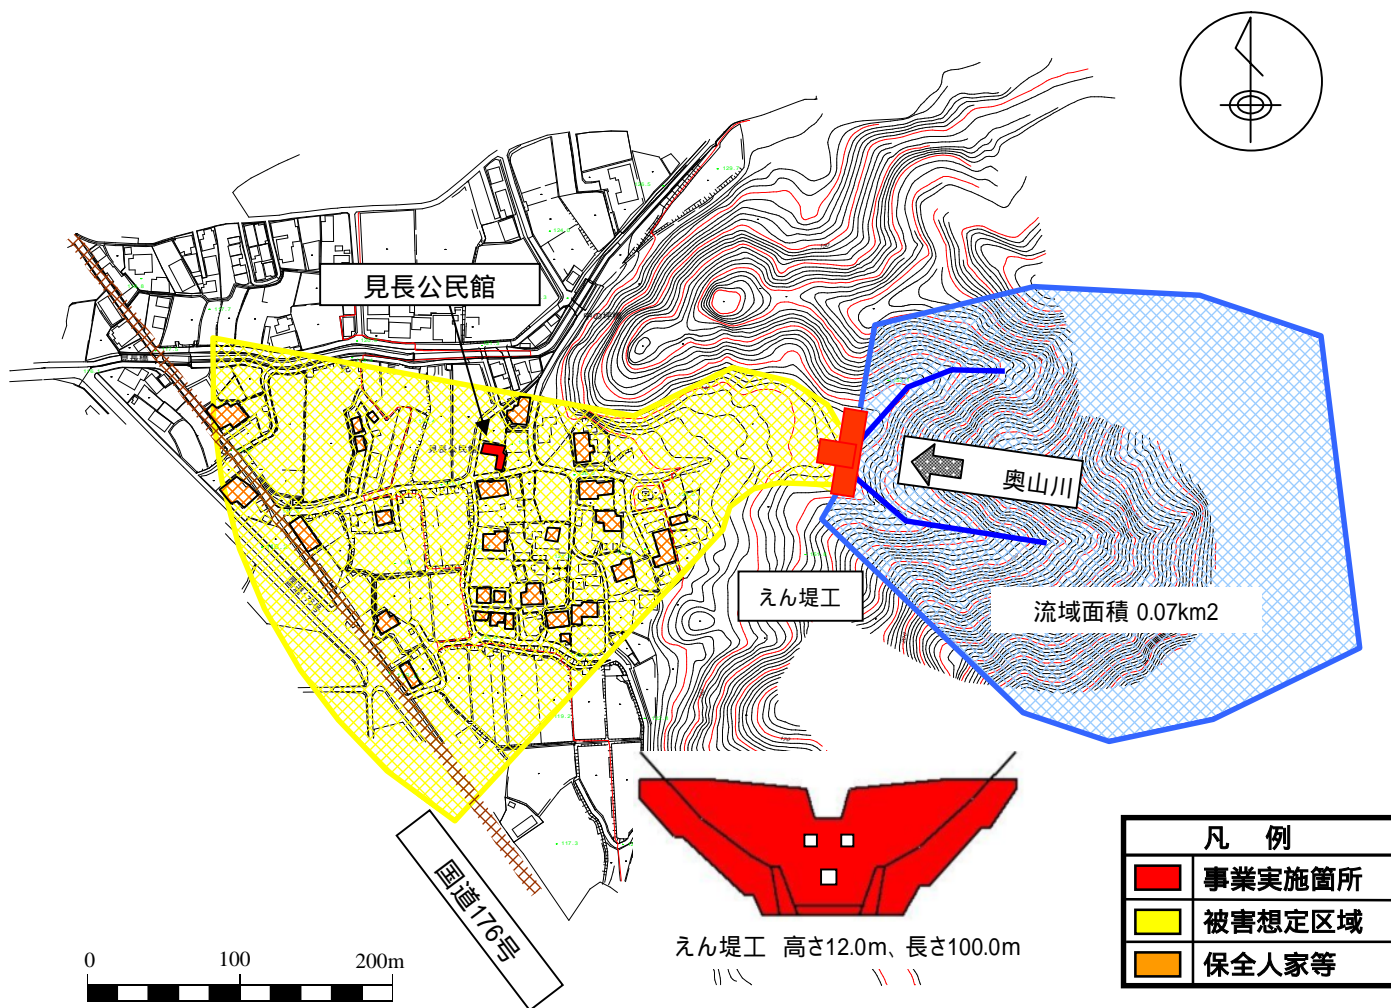 見長公民館
奥山川
えん堤工
流域面積 0.07km2
国道176号
えん堤工 高さ12.0m、長さ100.0m
0 100 200m
凡 例
事業実施箇所
被害想定区域
保全人家等